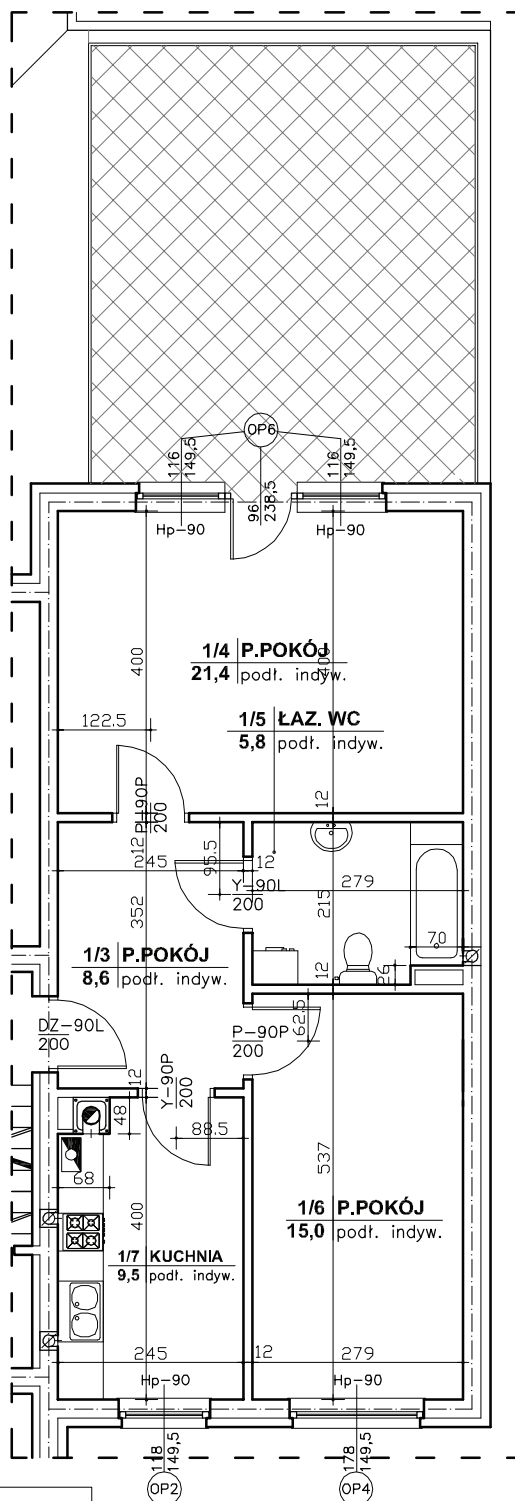 OP6
116
149,5
96
238,5
116
149,5
Hp-90
Hp-90
400
400
1/4 P.POKÓJ
21,4 podł. indyw.
1/5 ŁAZ. WC
5,8 podł. indyw.
122.5
P-90P
200
12
12
245
95.5
12
Y-90L
200
279
215
352
70
1/3 P.POKÓJ
8,6 podł. indyw.
12
26
DZ-90L
200
P-90P
200
62.5
12
Y-90P
200
48
88.5
68
537
400
1/6 P.POKÓJ
15,0 podł. indyw.
1/7 KUCHNIA
9,5 podł. indyw.
245
12
279
Hp-90
Hp-90
118
149,5
178
149,5
OP2
OP4